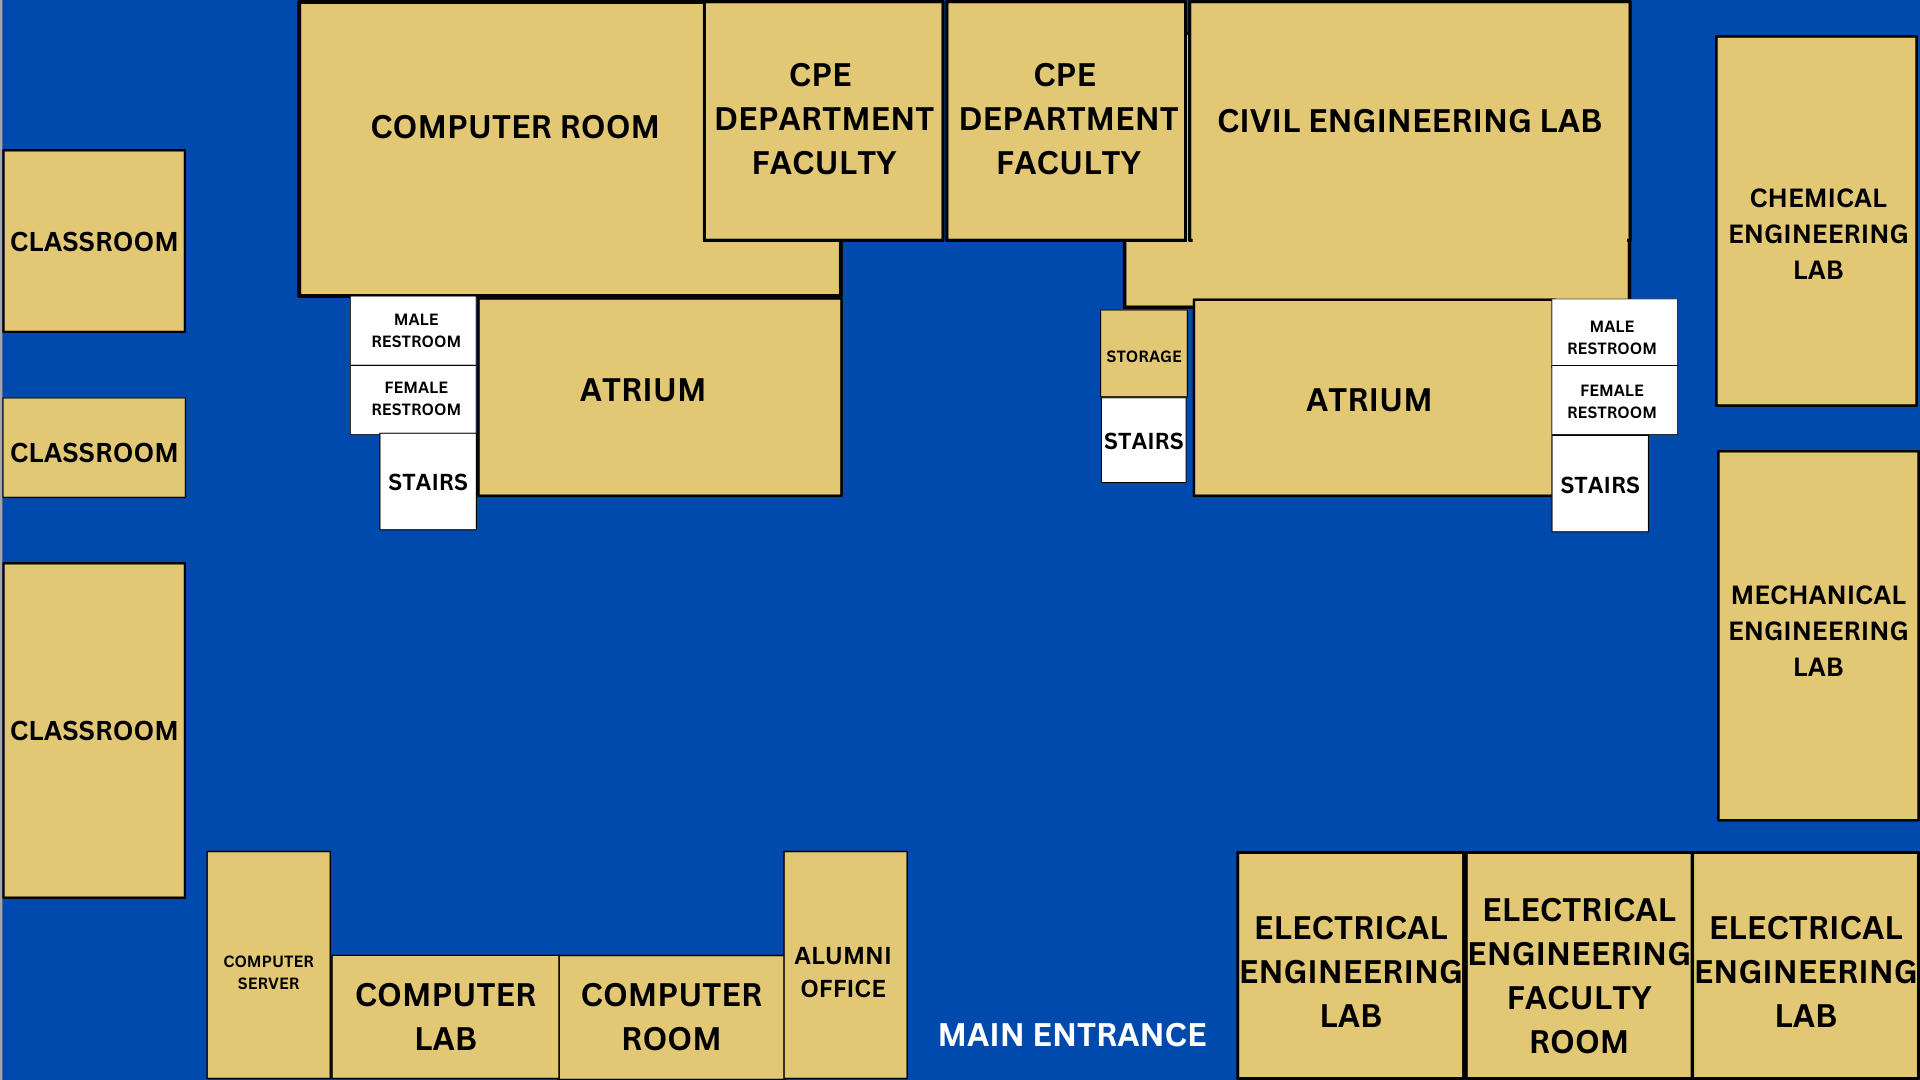 COMPUTER ROOM
CPE
DEPARTMENT
FACULTY
CPE
DEPARTMENT
FACULTY
CIVIL ENGINEERING LAB
CHEMICAL
ENGINEERING
LAB
CLASSROOM
MALE
RESTROOM
FEMALE
RESTROOM
STAIRS
ATRIUM
STORAGE
STAIRS
ATRIUM
MALE
RESTROOM
FEMALE
RESTROOM
STAIRS
CLASSROOM
MECHANICAL
ENGINEERING
LAB
CLASSROOM
COMPUTER
SERVER
COMPUTER
LAB
COMPUTER
ROOM
ALUMNI
OFFICE
MAIN ENTRANCE
ELECTRICAL
ENGINEERING
LAB
ELECTRICAL
ENGINEERING
FACULTY
ROOM
ELECTRICAL
ENGINEERING
LAB